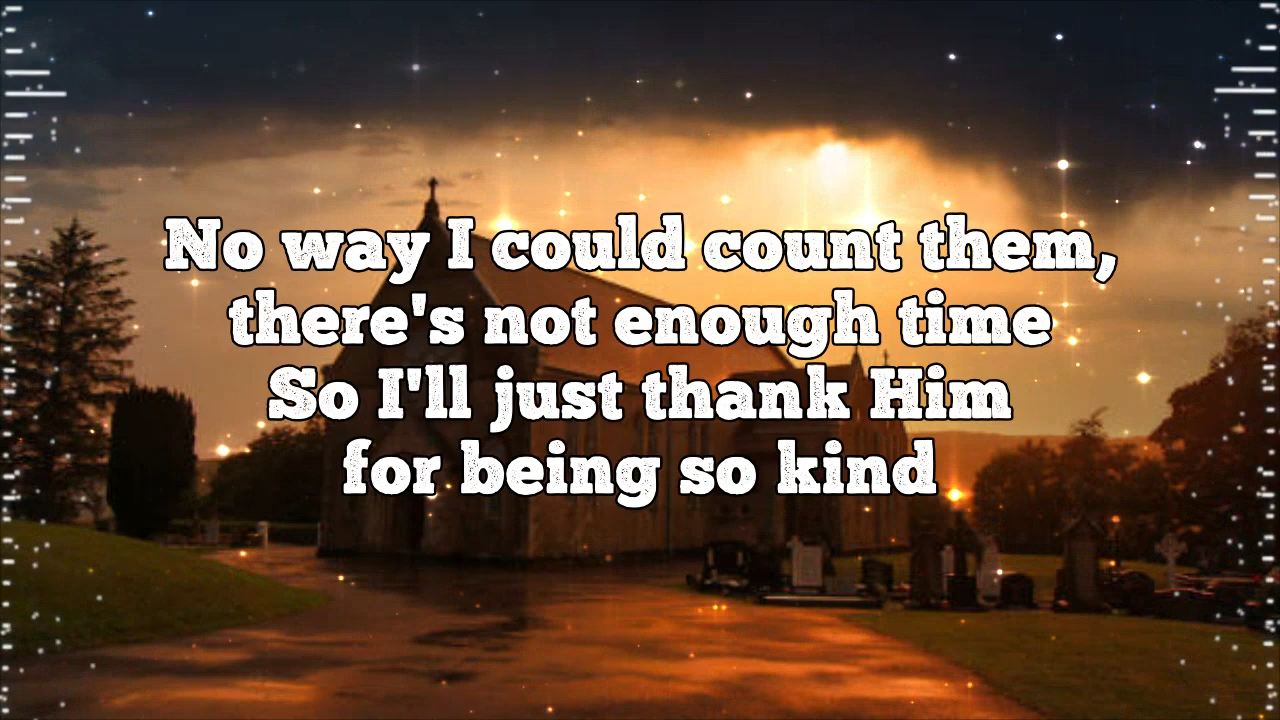 No way I could count them,
there's not enough time
So I'll just thank Him
for being so kind